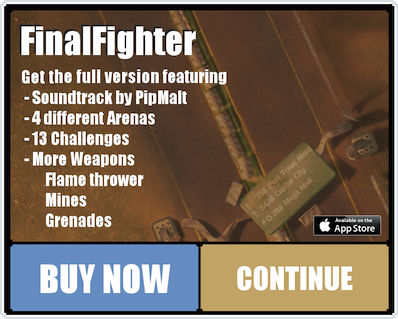 FinalFighter
Get the full version featuring
- Soundtrack by PipMalt
- 4 different Arenas
- 13 Challenges
- More Weapons
Flame thrower
Mines
Grenades
Available on the
App Store
BUY NOW
CONTINUE